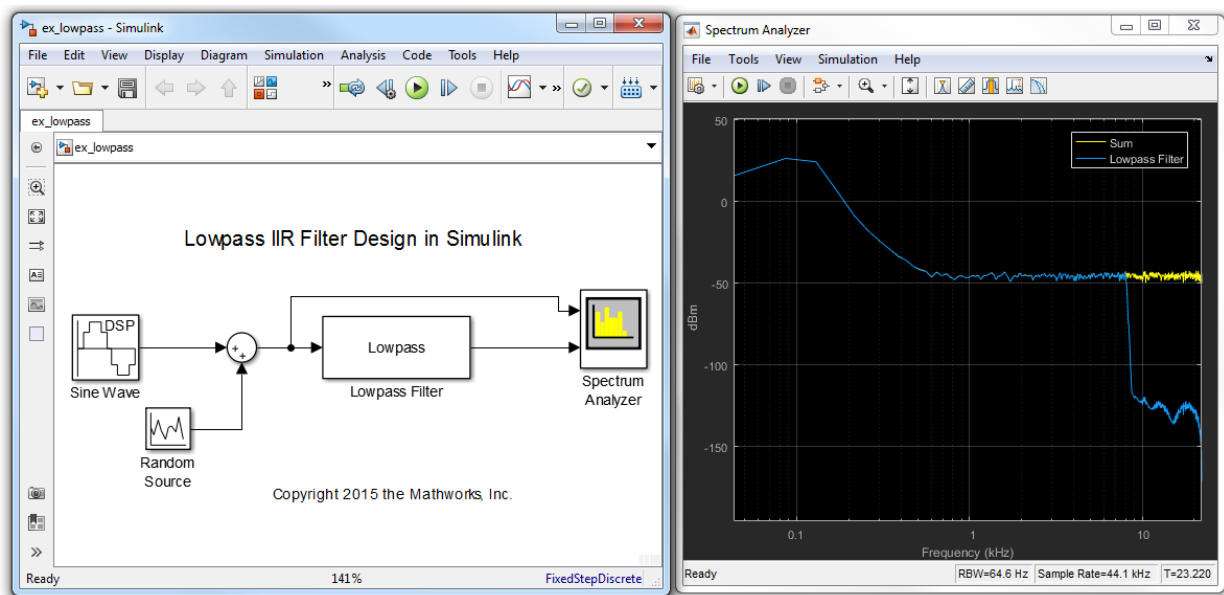 ex_lowpass - Simulink
File Edit View Display Diagram Simulation Analysis Code Tools Help
ex_lowpass
ex_lowpass
Lowpass IIR Filter Design in Simulink
DSP
Sine Wave
Random
Source
Lowpass
Lowpass Filter
Spectrum
Analyzer
Copyright 2015 the Mathworks, Inc.
Ready 141% FixedStepDiscrete
Spectrum Analyzer
File Tools View Simulation Help
Sum
Lowpass Filter
50
0
-50
-100
-150
dBm
0.1 1 10
Frequency (kHz)
Ready RBW=64.6 Hz Sample Rate=44.1 kHz T=23.220